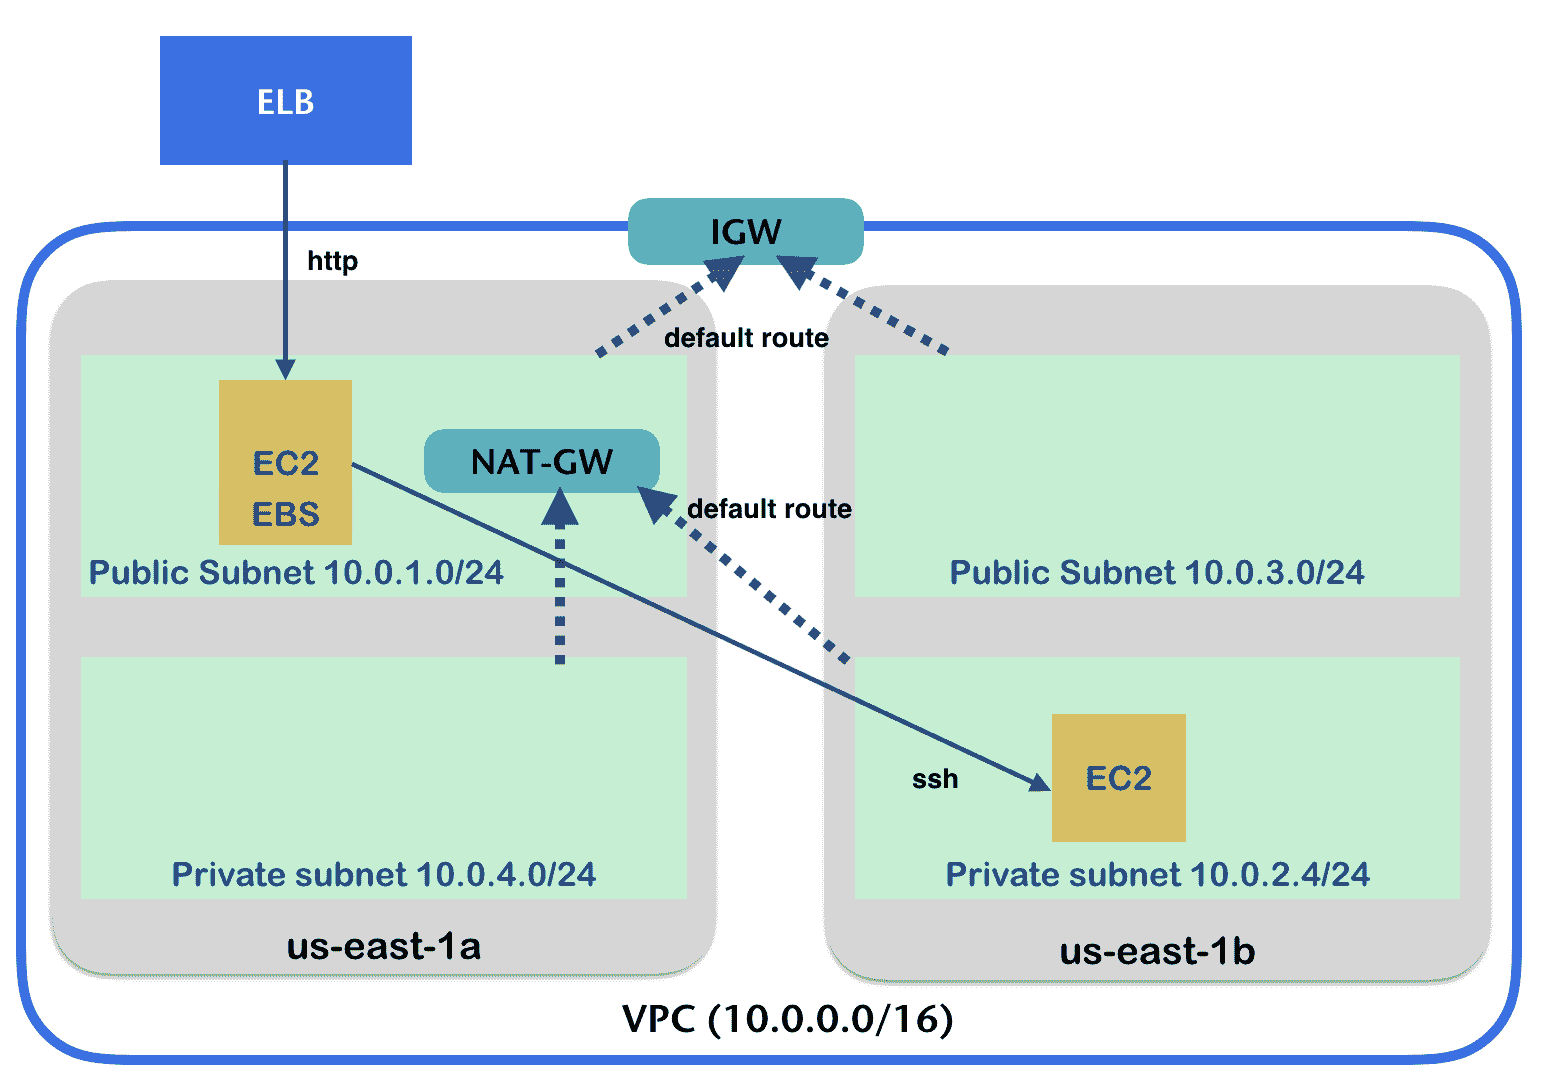 ELB
IGW
http
default route
EC2
EBS
NAT-GW
default route
Public Subnet 10.0.1.0/24
Public Subnet 10.0.3.0/24
ssh
EC2
Private subnet 10.0.4.0/24
Private subnet 10.0.2.4/24
us-east-1a
us-east-1b
VPC (10.0.0.0/16)